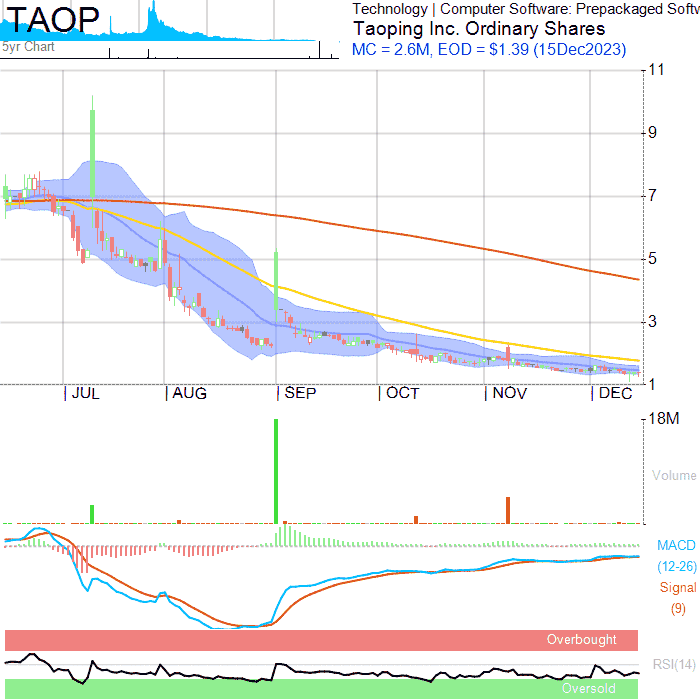 TAOP
5yr Chart
Technology | Computer Software: Prepackaged Softw
Taoping Inc. Ordinary Shares
MC = 2.6M, EOD = $1.39 (15Dec2023)
11
9
7
5
3
1
JUL AUG SEP OCT NOV DEC
18M
Volume
MACD
(12-26)
Signal
(9)
Overbought
RSI(14)
Oversold